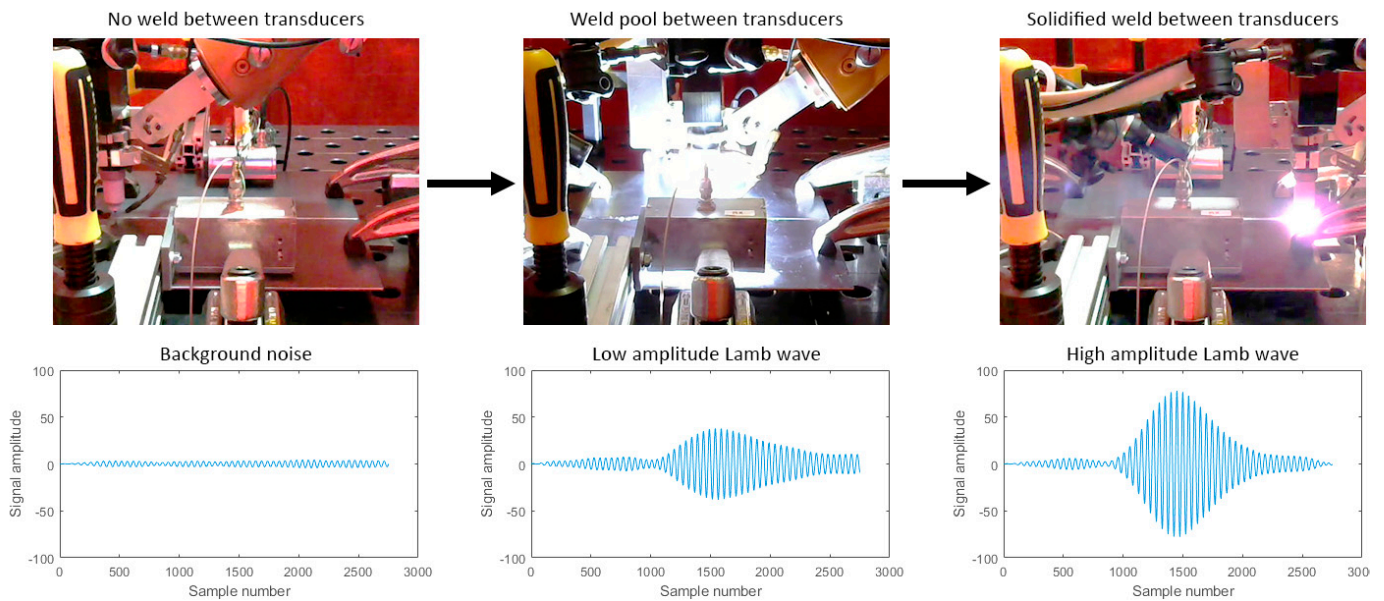 No weld between transducers
Weld pool between transducers
Solidified weld between transducers
Background noise
Low amplitude Lamb wave
High amplitude Lamb wave
100
50
0
-50
-100
Signal amplitude
0 500 1000 1500 2000 2500 3000
Sample number
100
50
0
-50
-100
Signal amplitude
0 500 1000 1500 2000 2500 3000
Sample number
100
50
0
-50
-100
Signal amplitude
0 500 1000 1500 2000 2500
Sample number